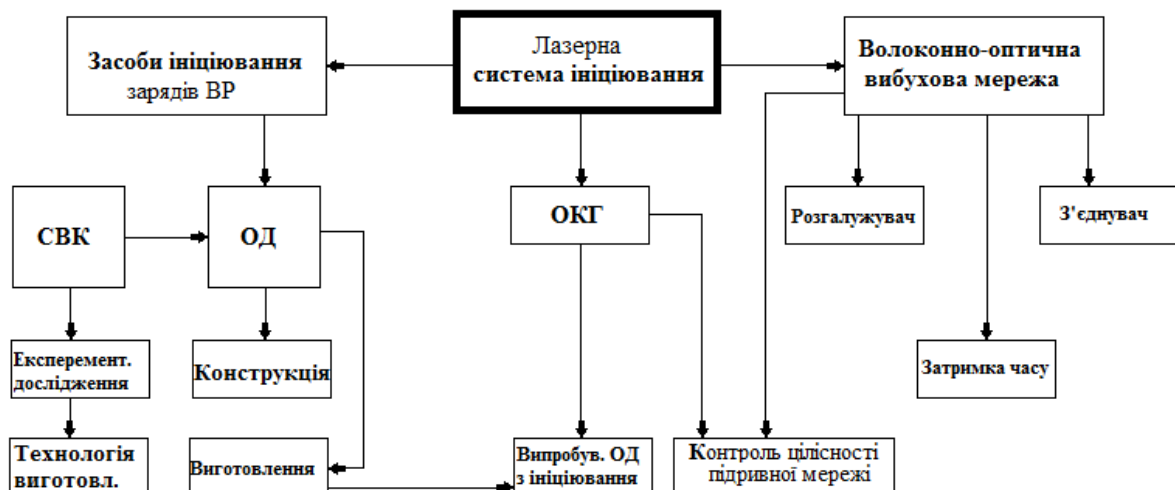 Засоби ініціювання
зарядів ВР
Лазерна
система ініціювання
Волоконно-оптична
вибухова мережа
СВК
ОД
ОКГ
Розгалужувач
З'єднувач
Експеремент.
дослідження
Конструкція
Затримка часу
Технологія
виготовл.
Виготовлення
Випробув. ОД
з ініціювання
Контроль цілісності
підривної мережі